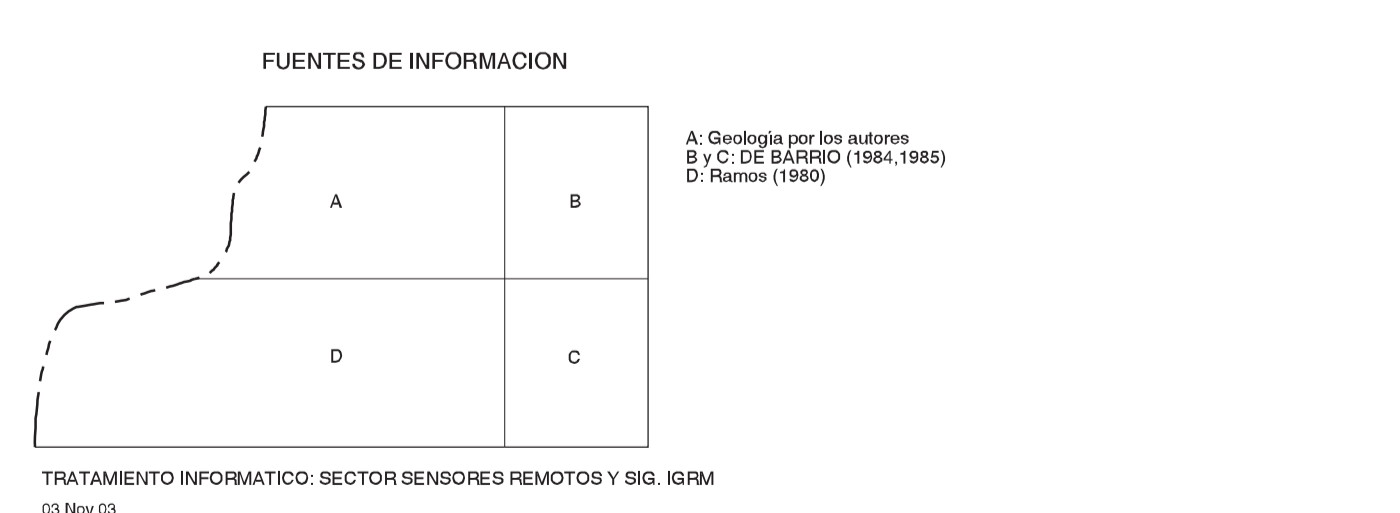 FUENTES DE INFORMACION
A: Geología por los autores
B y C: DE BARRIO (1984,1985)
D: Ramos (1980)
A
B
D
C
TRATAMIENTO INFORMATICO: SECTOR SENSORES REMOTOS Y SIG. IGRM
03 Nov 03